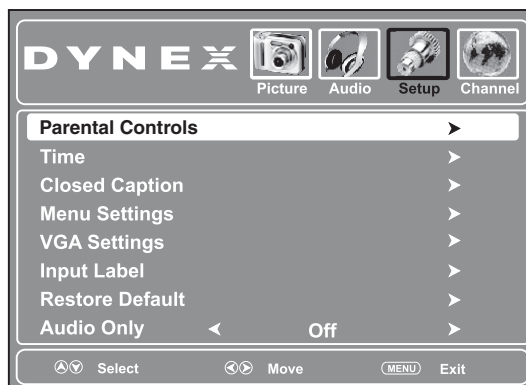 DYNEX
Picture Audio Setup Channel
Parental Controls
Time
Closed Caption
Menu Settings
VGA Settings
Input Label
Restore Default
Audio Only Off
Select Move MENU Exit